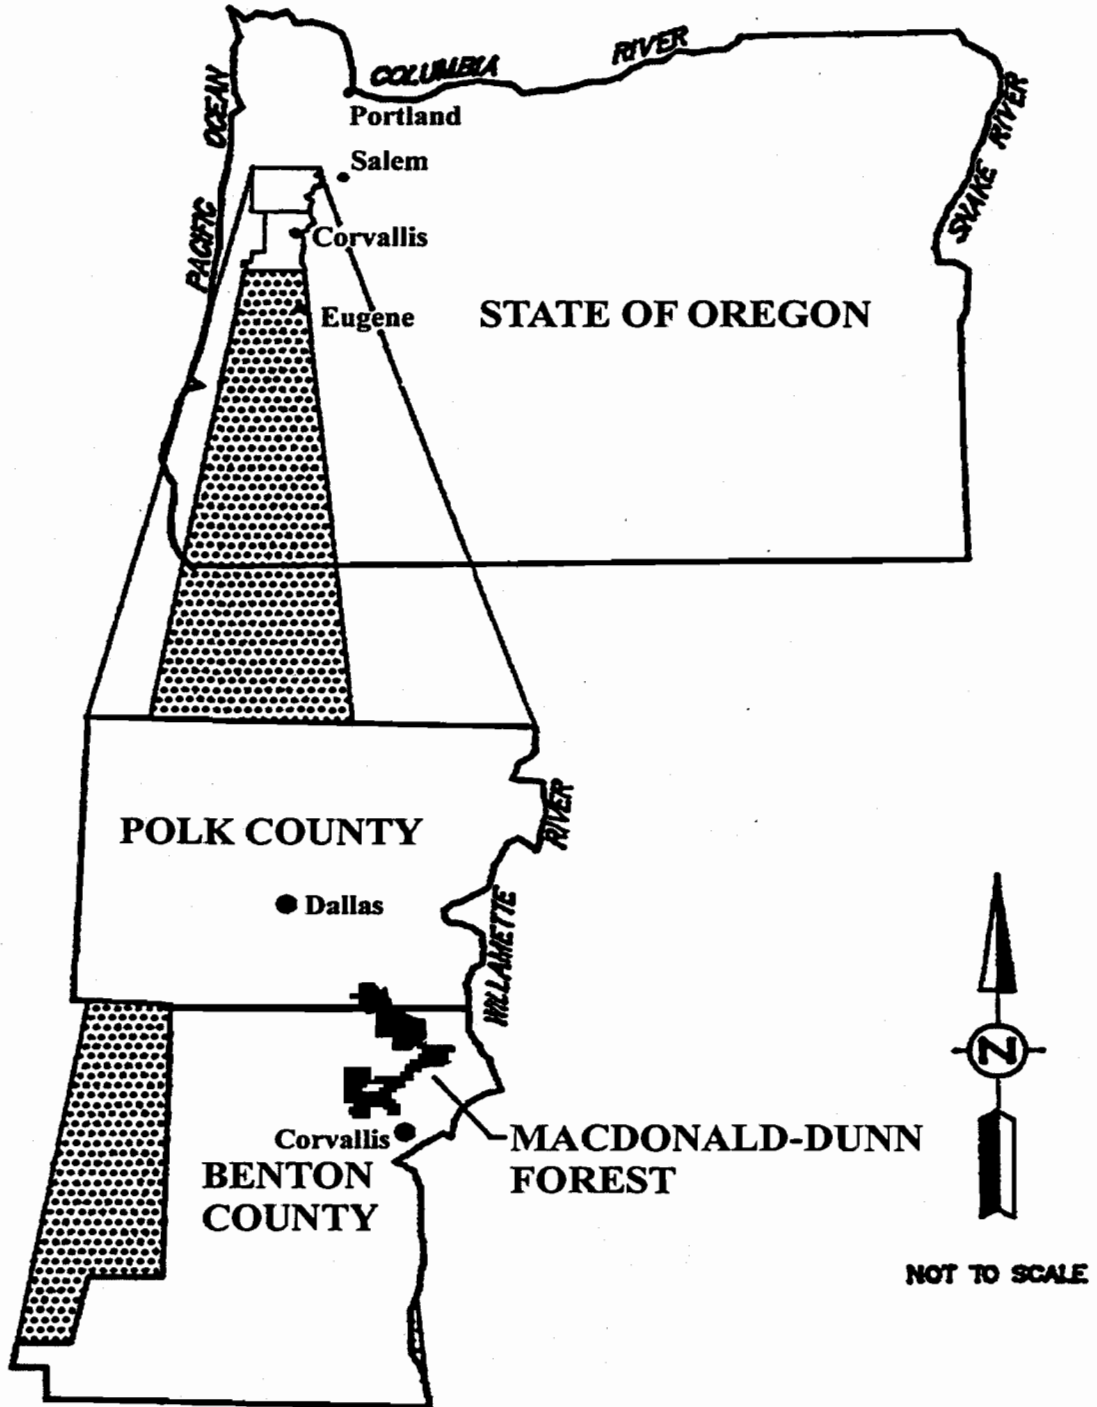 COLUMBIA RIVER
PACIFIC OCEAN
SNAKE RIVER
Portland
Salem
Corvallis
Eugene
STATE OF OREGON
POLK COUNTY
Dallas
WILLAMETTE RIVER
Corvallis
BENTON
COUNTY
MACDONALD-DUNN
FOREST
N
NOT TO SCALE